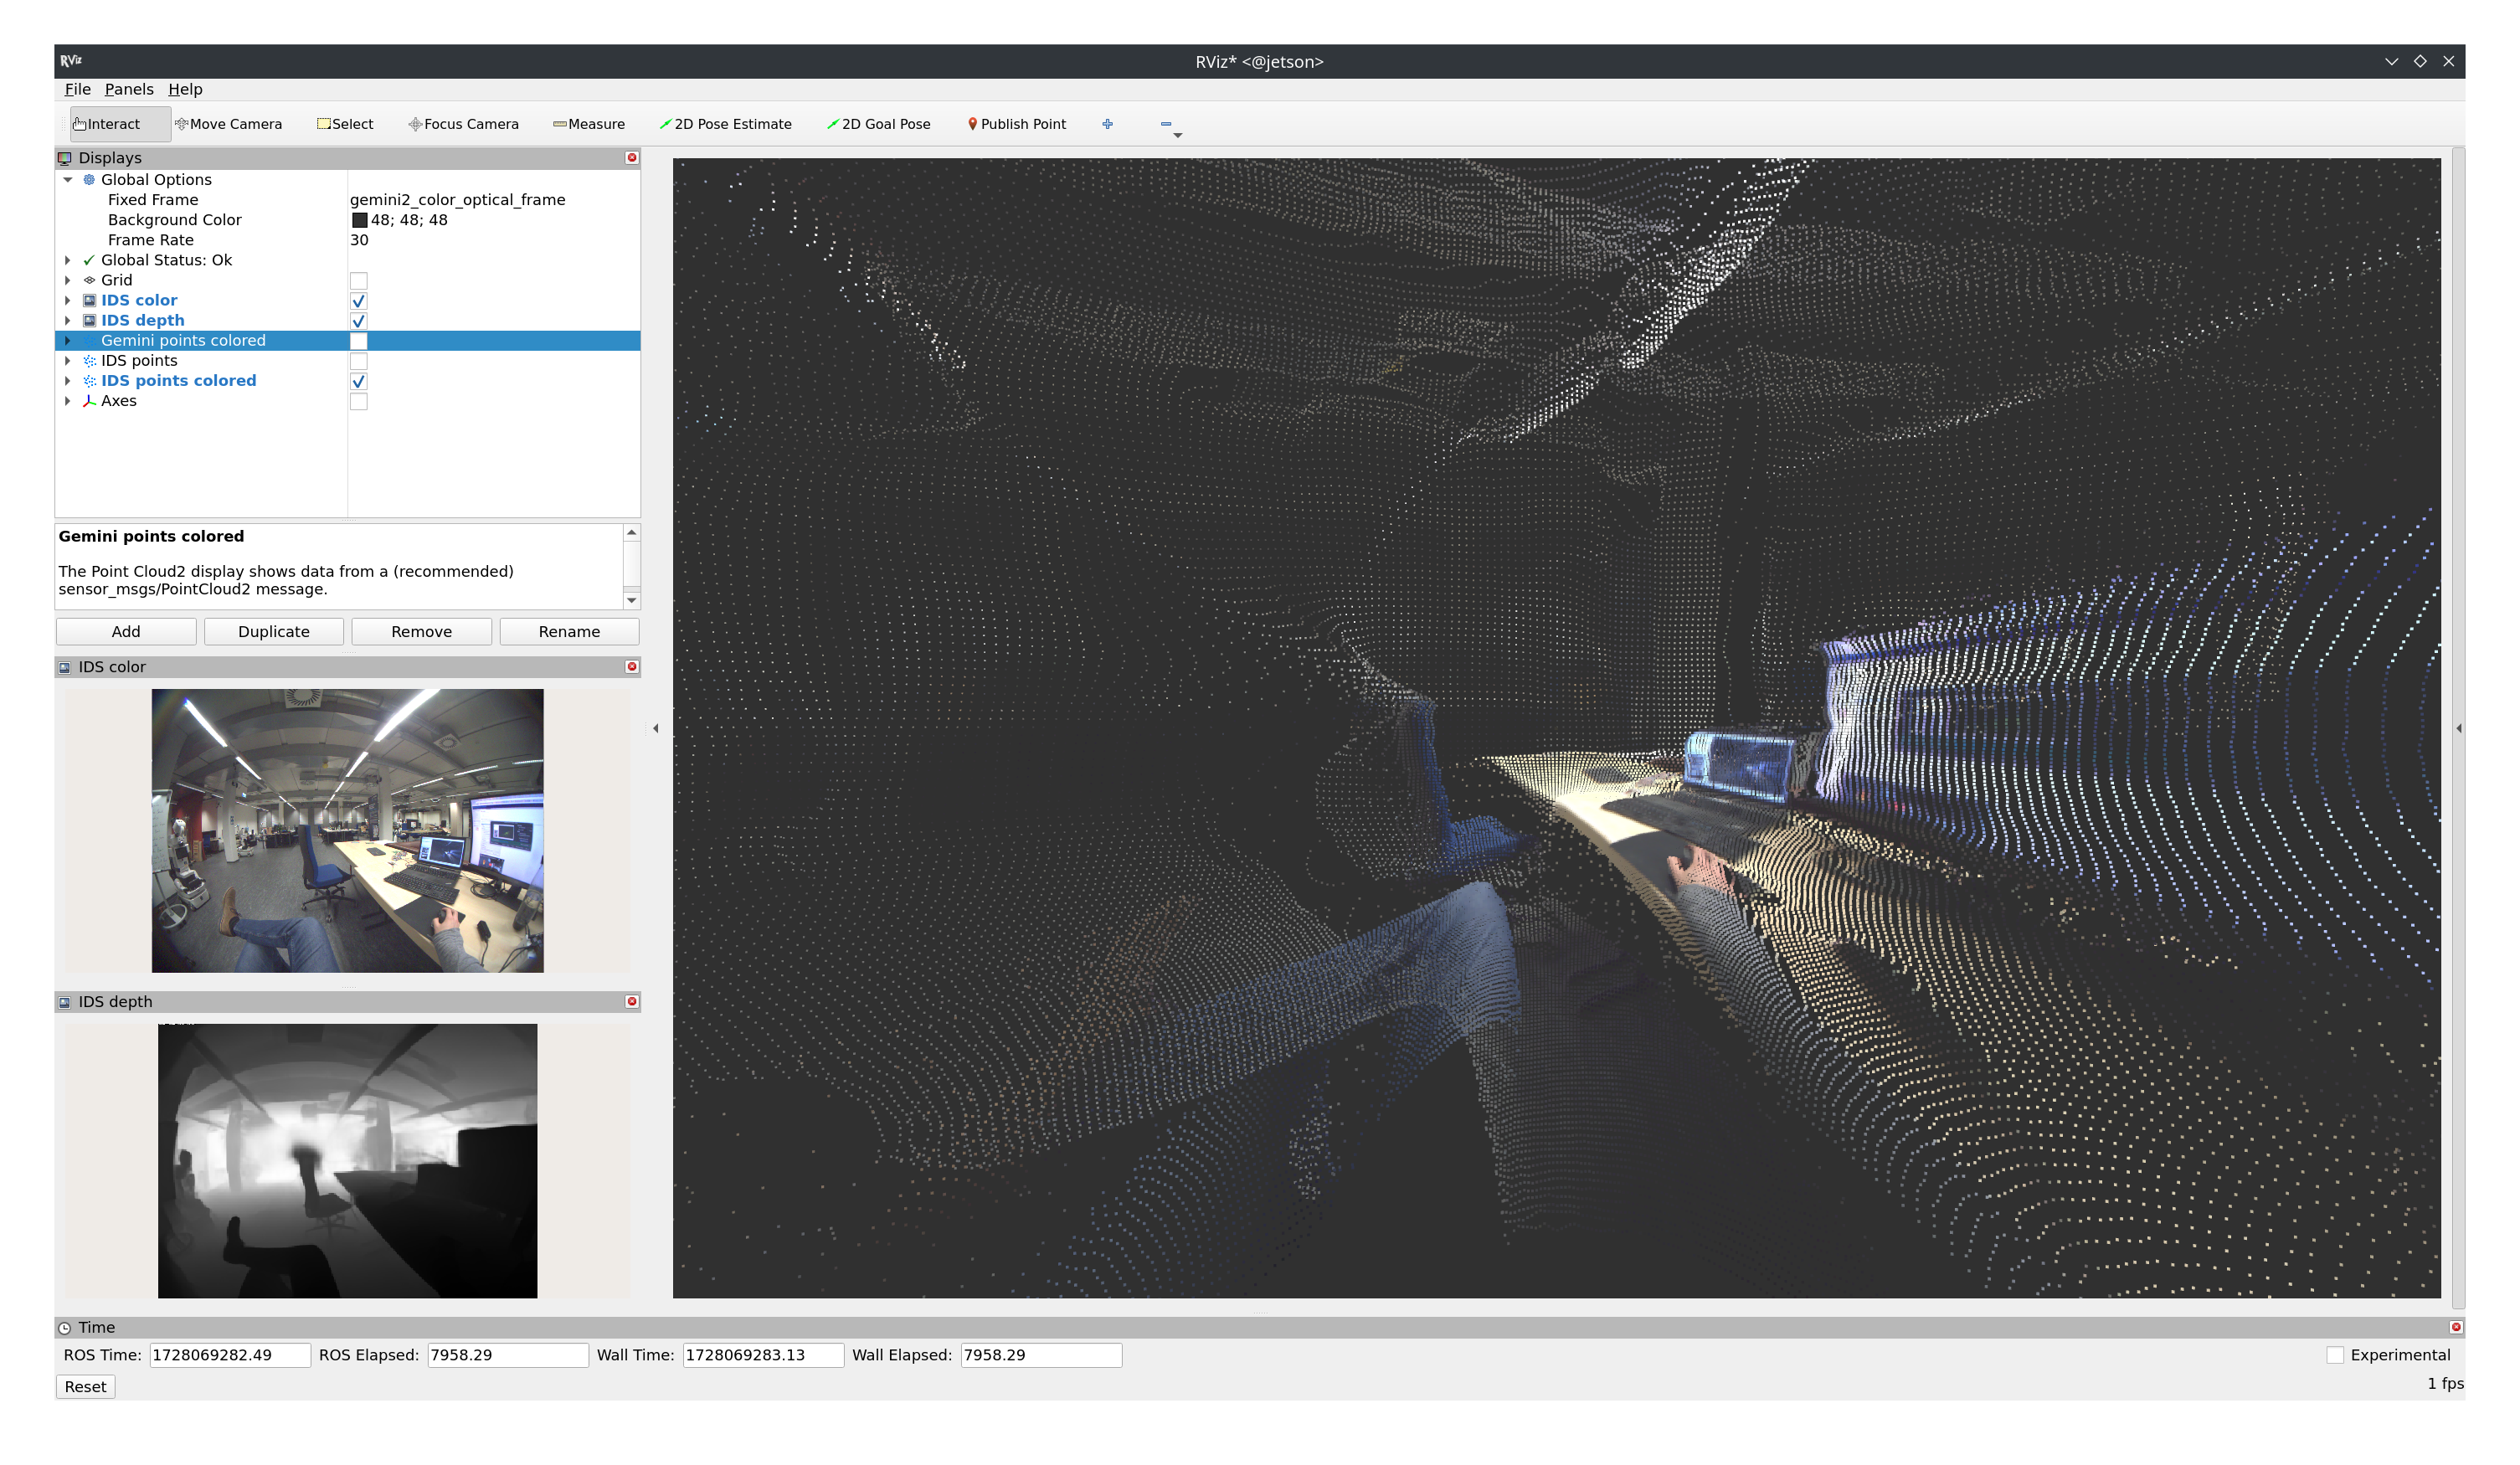 RViz
RViz* <@jetson>
File Panels Help
Interact Move Camera Select Focus Camera Measure 2D Pose Estimate 2D Goal Pose Publish Point
Displays
Global Options
Fixed Frame gemini2_color_optical_frame
Background Color 48; 48; 48
Frame Rate 30
Global Status: Ok
Grid
IDS color
IDS depth
Gemini points colored
IDS points
IDS points colored
Axes
Gemini points colored
The Point Cloud2 display shows data from a (recommended)
sensor_msgs/PointCloud2 message.
Add Duplicate Remove Rename
IDS color
IDS depth
Time
ROS Time: 1728069282.49 ROS Elapsed: 7958.29 Wall Time: 1728069283.13 Wall Elapsed: 7958.29 Experimental
Reset 1 fps